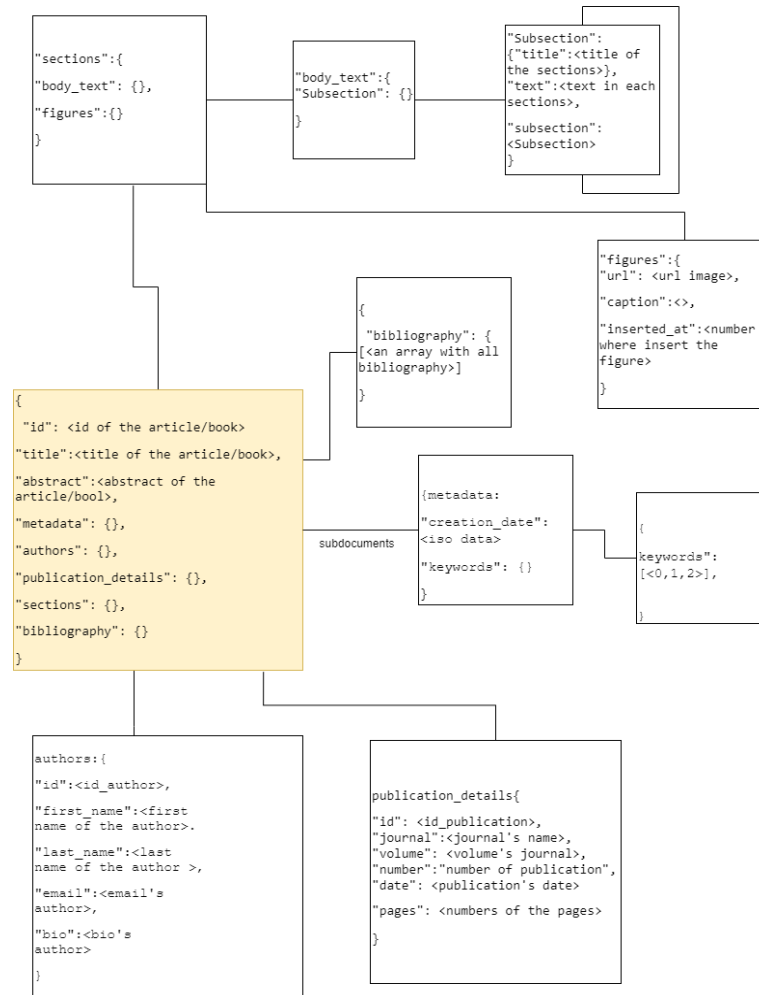 "sections":{
"body_text": {},
"figures":{}
}
"body_text":{
"Subsection": {}
}
"Subsection":
{"title":<title of
the sections>},
"text":<text in each
sections>,
"subsection":
<Subsection>
}
"figures":{
"url": <url image>,
"caption":<>,
"inserted_at":<number
where insert the
figure>
}
{
"bibliography": {
[<an array with all
bibliography>]
}
{
"id": <id of the article/book>
"title":<title of the article/book>,
"abstract":<abstract of the
article/bool>,
"metadata": {},
"authors": {},
"publication_details": {},
"sections": {},
"bibliography": {}
}
subdocuments
{metadata:
"creation_date":
<iso data>
"keywords": {}
}
{
keywords":
[<0,1,2>],
}
authors:{
"id":<id_author>,
"first_name":<first
name of the author>.
"last_name":<last
name of the author >,
"email":<email's
author>,
"bio":<bio's
author>
}
publication_details{
"id": <id_publication>,
"journal":<journal's name>,
"volume": <volume's journal>,
"number":"number of publication",
"date": <publication's date>
"pages": <numbers of the pages>
}